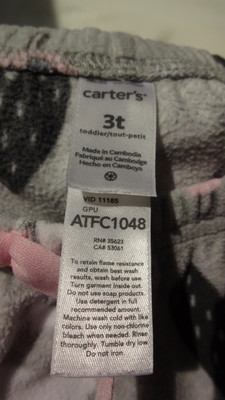 carter's®
3t
toddler/tout-petit
Made in Cambodia
Fabriqué au Cambodge
Hecho en Camboya
VID 11185
GPU
ATFC1048
RN# 35623
CA# 53061
To retain flame resistance
and obtain best wash
results, wash before use.
Turn garment inside out.
Do not use soap products.
Use detergent in full
recommended amount.
Machine wash cold with like
colors. Use only non-chlorine
bleach when needed. Rinse
thoroughly. Tumble dry low.
Do not iron